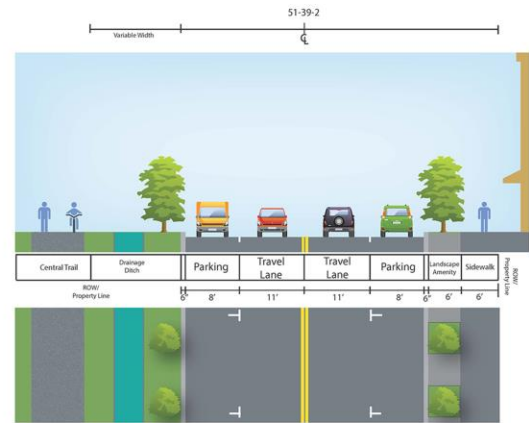 51-39-2
Variable Width
℄
Central Trail
Drainage
Ditch
Parking
Travel
Lane
Travel
Lane
Parking
Landscape
Amenity
Sidewalk
ROW/
Property Line
ROW/
Property Line
6"
8'
11'
11'
8'
6"
6'
6'